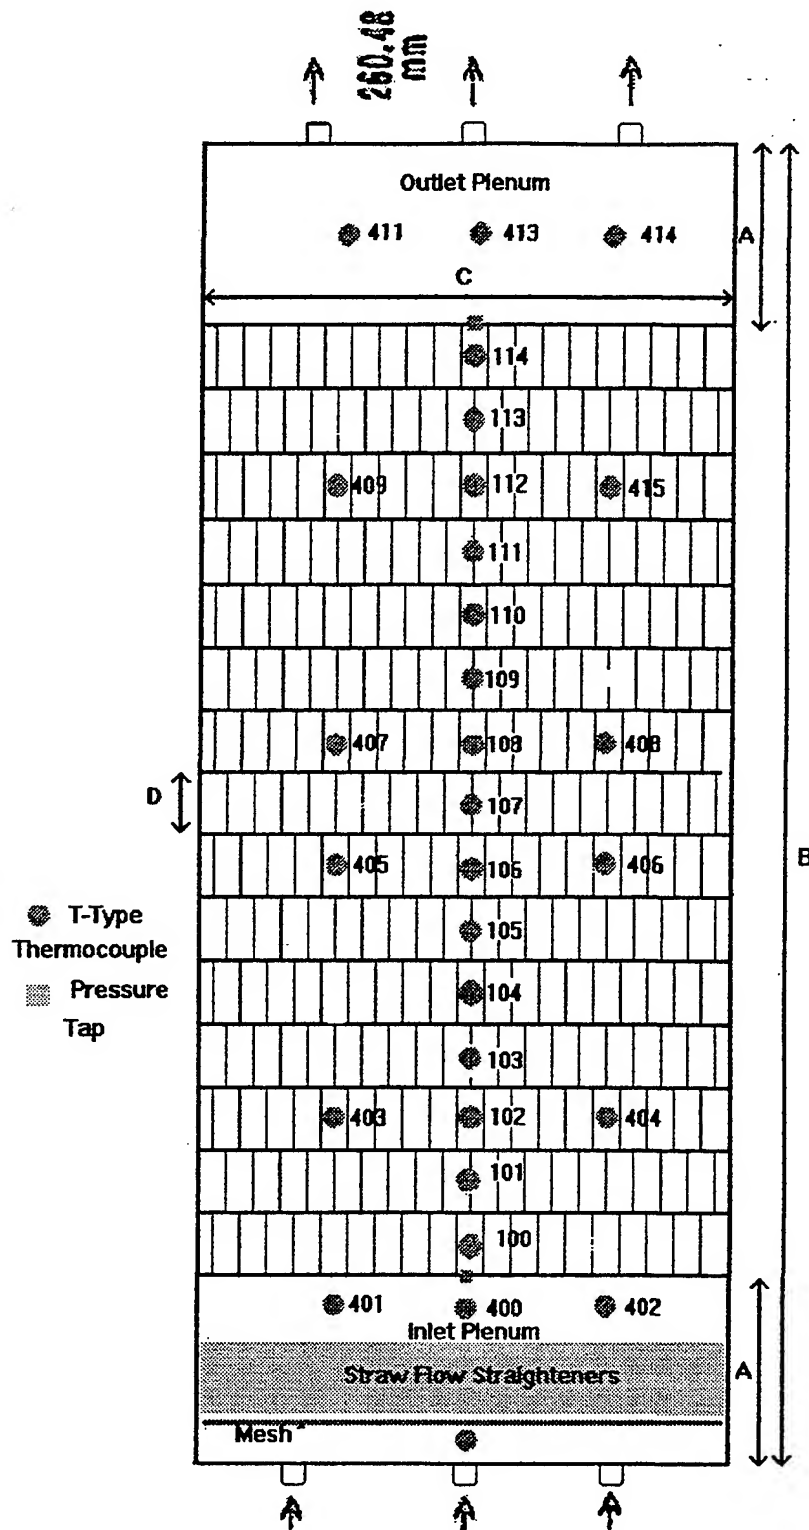 260.48
mm
Outlet Plenum
411 413 414
A
C
114
113
409 112 415
111
110
109
407 108 408
D
107
B
405 106 406
T-Type
Thermocouple
105
Pressure
Tap
104
103
403 102 404
101
100
401 400 402
Inlet Plenum
Straw Flow Straighteners
A
Mesh